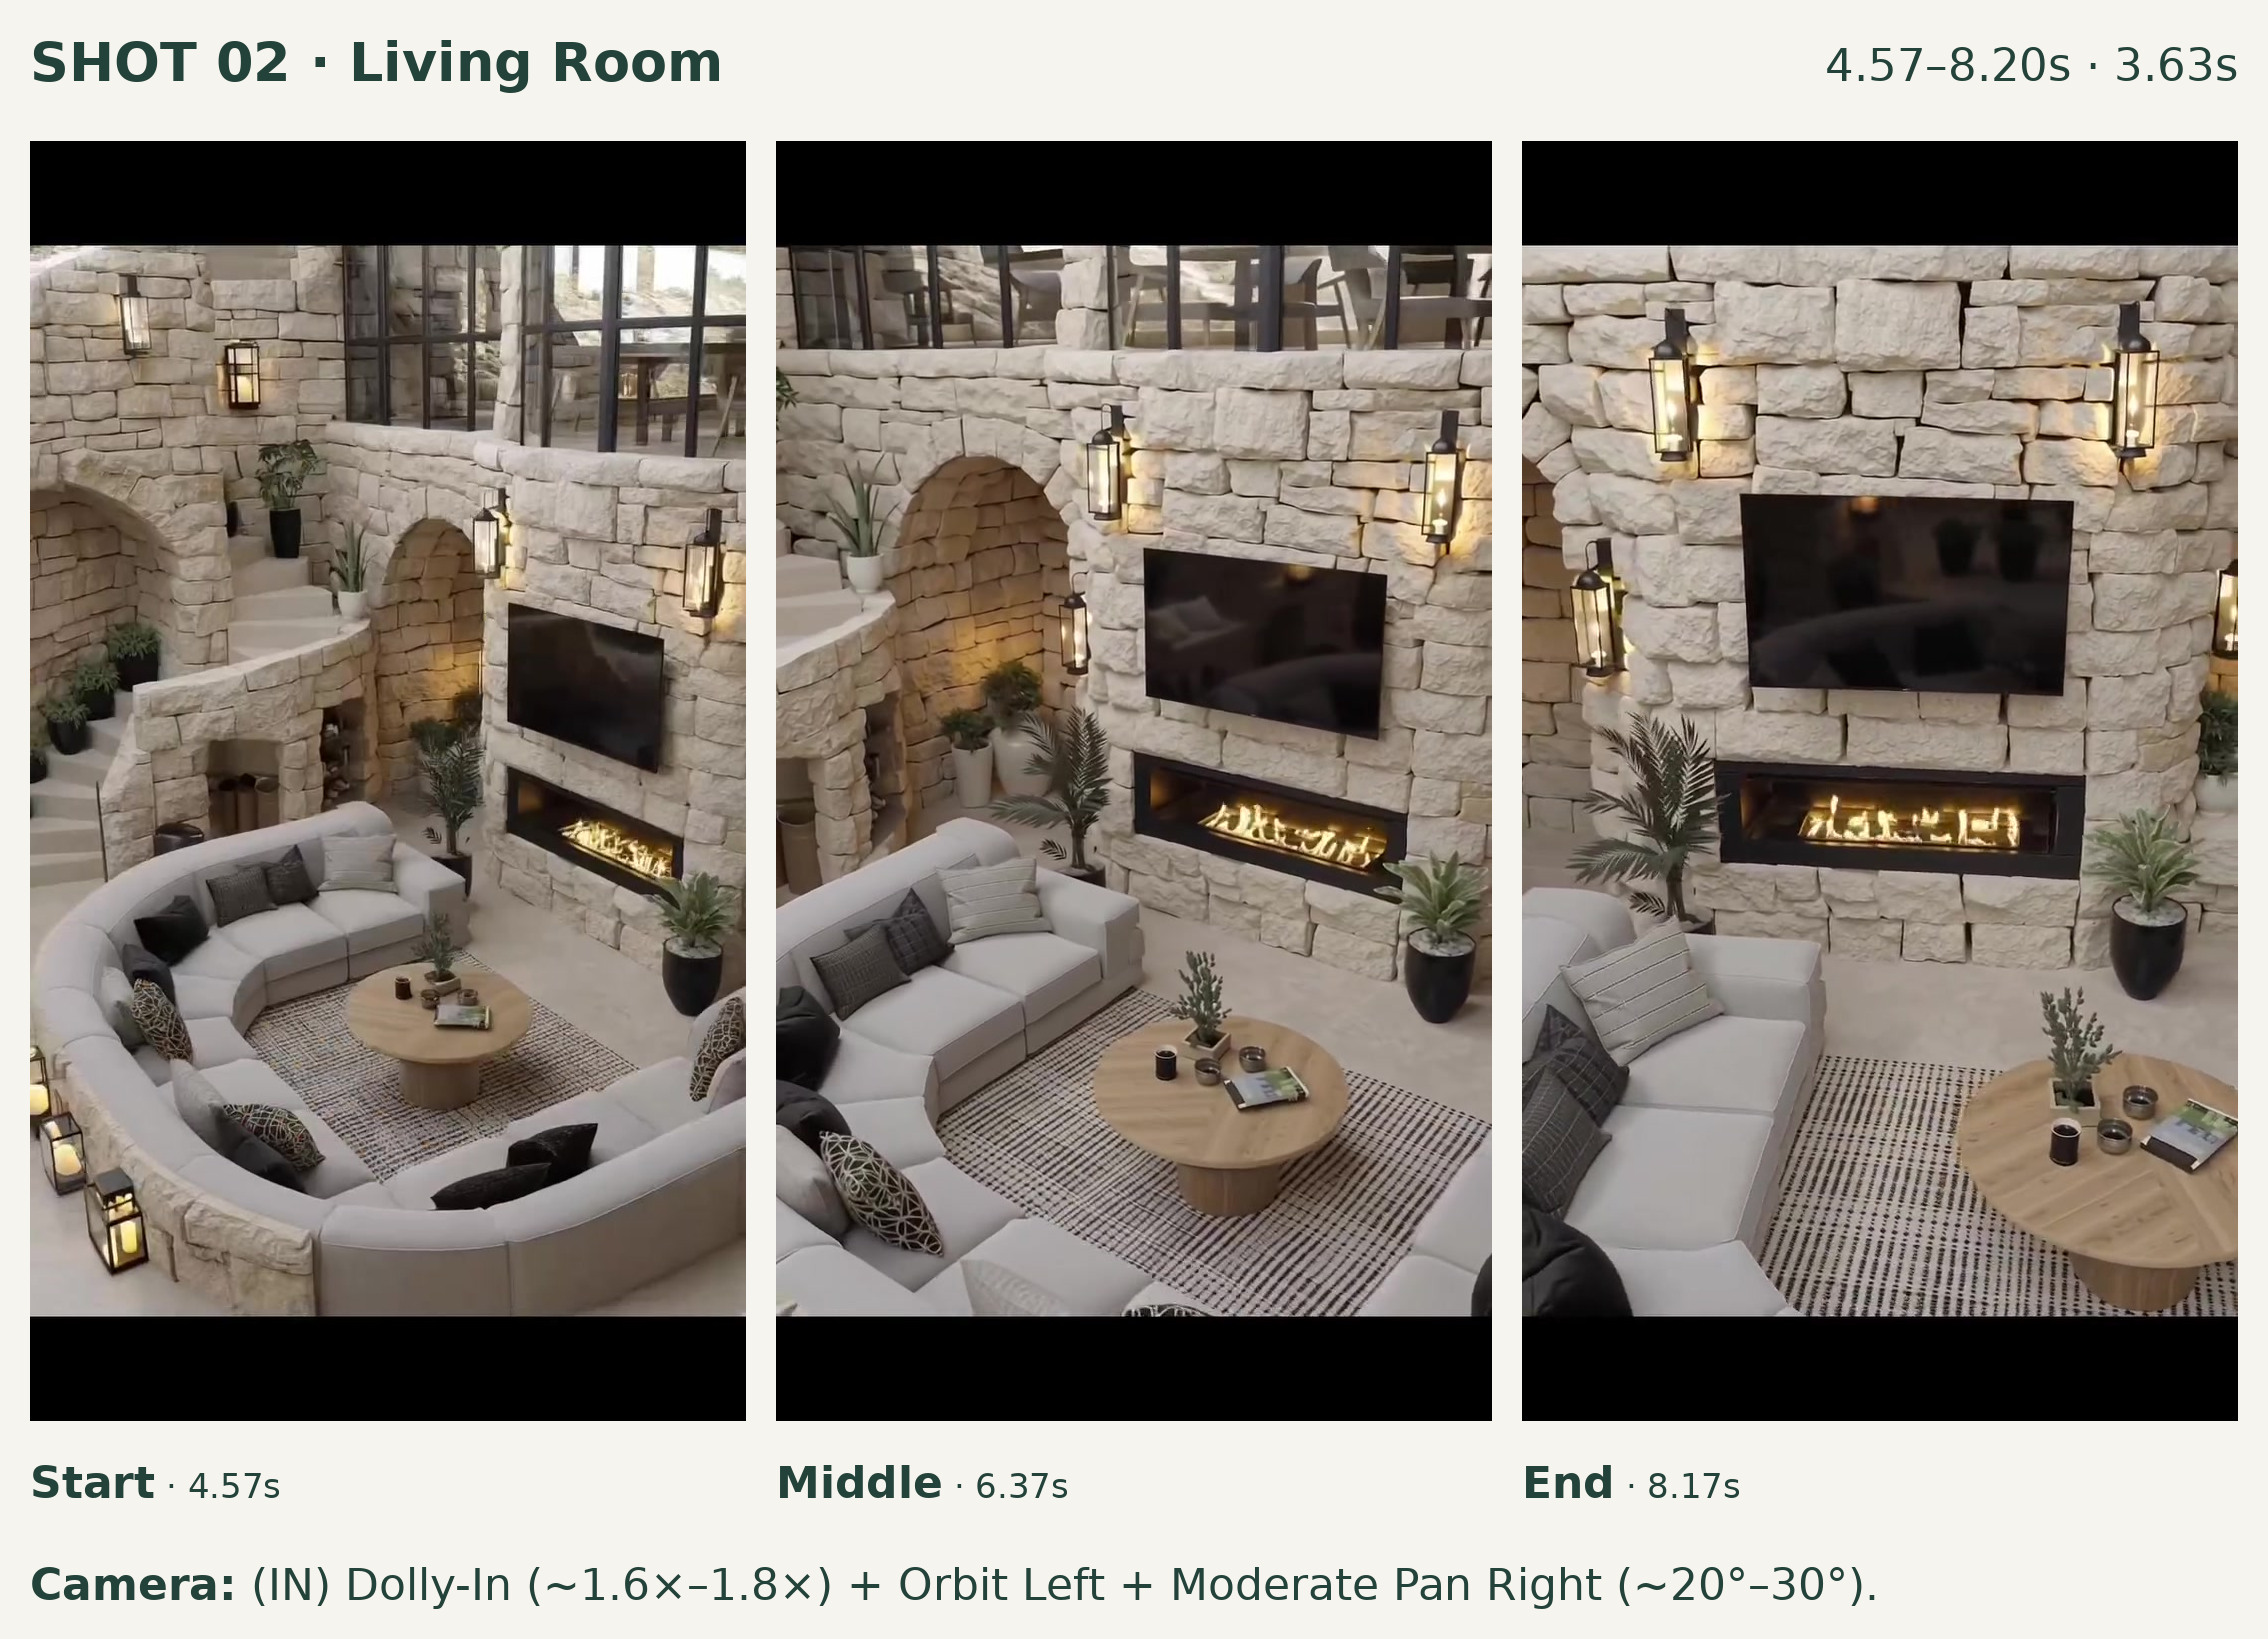 SHOT 02 · Living Room
4.57–8.20s · 3.63s
Start · 4.57s
Middle · 6.37s
End · 8.17s
Camera: (IN) Dolly-In (~1.6×–1.8×) + Orbit Left + Moderate Pan Right (~20°–30°).